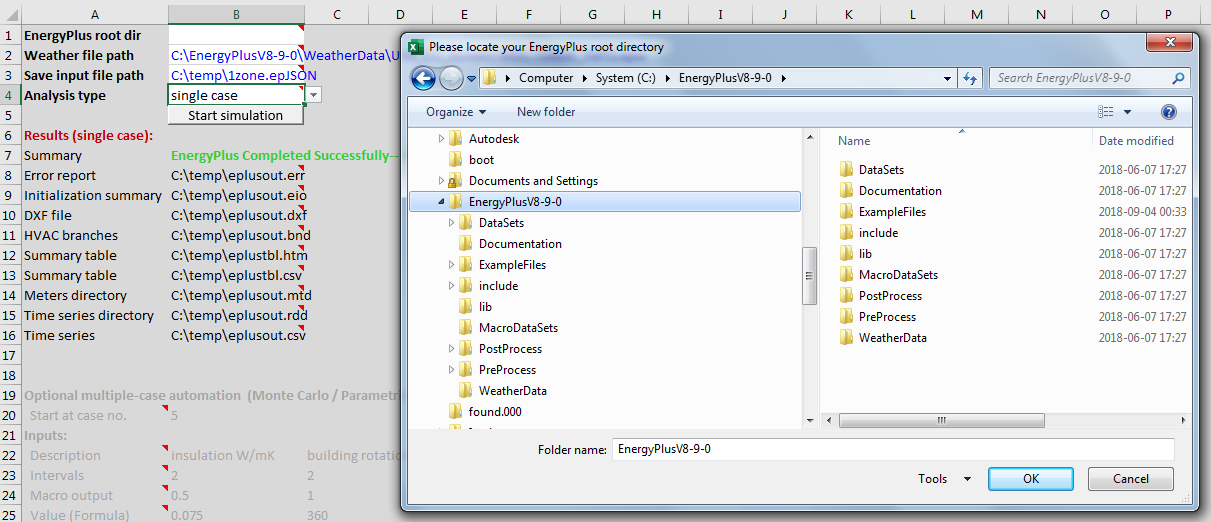 A B C D E F G H I J K L M N O P
1 EnergyPlus root dir
2 Weather file path C:\EnergyPlusV8-9-0\WeatherData\U
3 Save input file path C:\temp\1zone.epJSON
4 Analysis type single case
5 Start simulation
6 Results (single case):
7 Summary EnergyPlus Completed Successfully--
8 Error report C:\temp\eplusout.err
9 Initialization summary C:\temp\eplusout.eio
10 DXF file C:\temp\eplusout.dxf
11 HVAC branches C:\temp\eplusout.bnd
12 Summary table C:\temp\eplustbl.htm
13 Summary table C:\temp\eplustbl.csv
14 Meters directory C:\temp\eplusout.mtd
15 Time series directory C:\temp\eplusout.rdd
16 Time series C:\temp\eplusout.csv
17
18
19 Optional multiple-case automation (Monte Carlo / Parametri
20 Start at case no. 5
21 Inputs:
22 Description insulation W/mK building rotatio
23 Intervals 2 2
24 Macro output 0.5 1
25 Value (Formula) 0.075 360
Please locate your EnergyPlus root directory
Computer System (C:) EnergyPlusV8-9-0 Search EnergyPlusV8-9-0
Organize New folder
Autodesk
boot
Documents and Settings
EnergyPlusV8-9-0
DataSets
Documentation
ExampleFiles
include
lib
MacroDataSets
PostProcess
PreProcess
WeatherData
found.000
Name Date modified
DataSets 2018-06-07 17:27
Documentation 2018-06-07 17:27
ExampleFiles 2018-09-04 00:33
include 2018-06-07 17:27
lib 2018-06-07 17:27
MacroDataSets 2018-06-07 17:27
PostProcess 2018-06-07 17:27
PreProcess 2018-06-07 17:27
WeatherData 2018-06-07 17:27
Folder name: EnergyPlusV8-9-0
Tools OK Cancel